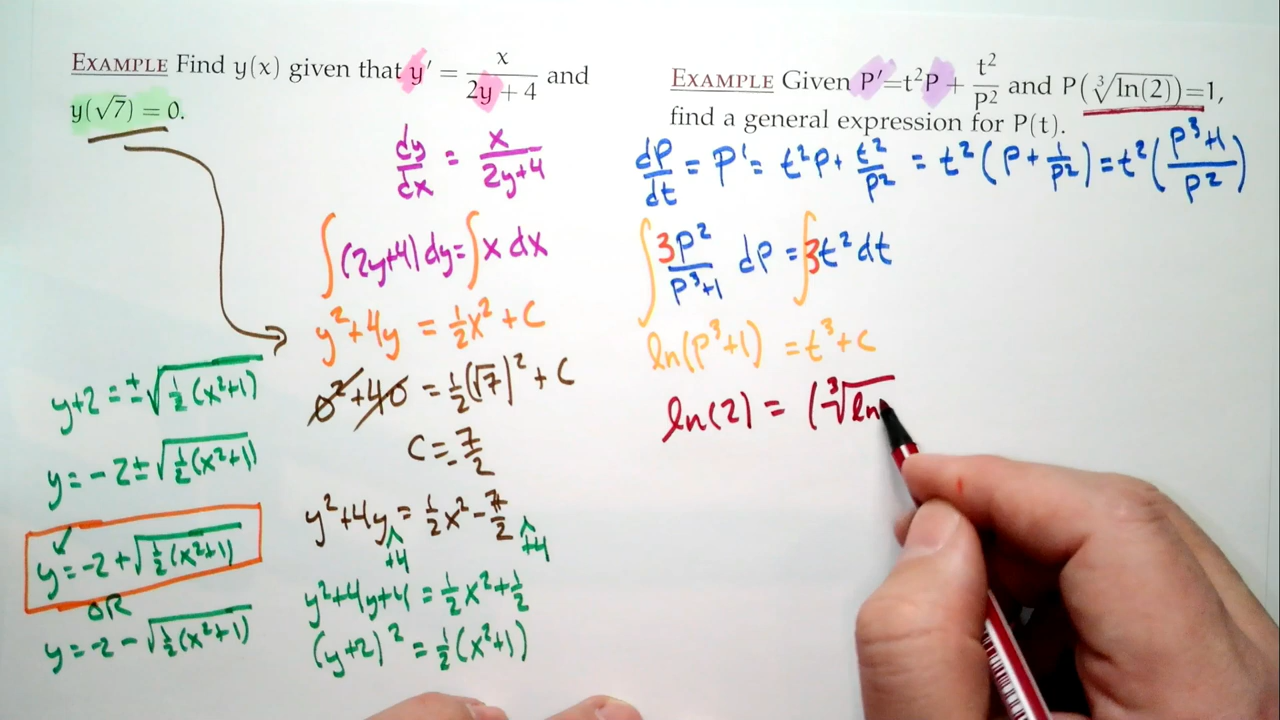 EXAMPLE Find y(x) given that y′ = x/(2y + 4) and
y(√7) = 0.
dy/dx = x/(2y+4)
∫(2y+4) dy = ∫x dx
y²+4y = ½x² + C
0²+4·0 = ½(√7)² + C
C = -7/2
y²+4y = ½x² - 7/2
+4 +4
y²+4y+4 = ½x²+½
(y+2)² = ½(x²+1)
y+2 = ±√(½(x²+1))
y = -2±√(½(x²+1))
✓
y = -2+√(½(x²+1))
OR
y = -2-√(½(x²+1))
EXAMPLE Given P′=t²P + t²/P² and P(∛ln(2))=1,
find a general expression for P(t).
dP/dt = P′ = t²P + t²/P² = t²(P + 1/P²) = t²((P³+1)/P²)
∫3P²/(P³+1) dP = ∫3t² dt
ln(P³+1) = t³+C
ln(2) = (∛ln